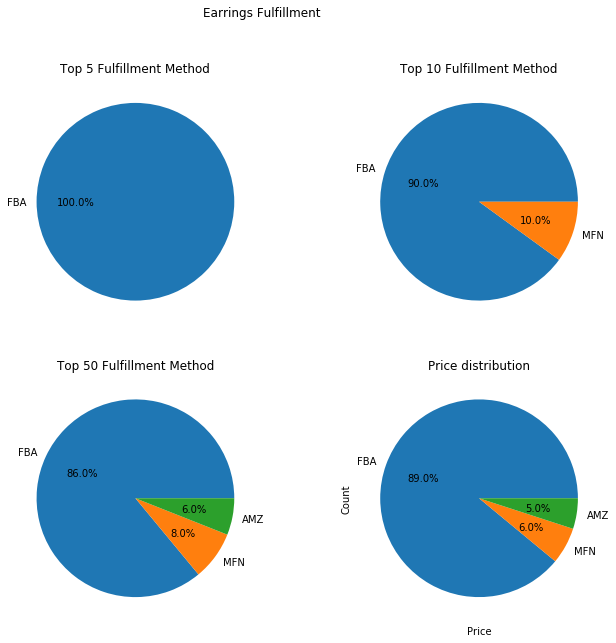 Earrings Fulfillment
Top 5 Fulfillment Method
FBA
100.0%
Top 10 Fulfillment Method
FBA
90.0%
10.0%
MFN
Top 50 Fulfillment Method
FBA
86.0%
6.0%
AMZ
8.0%
MFN
Price distribution
FBA
89.0%
Count
5.0%
AMZ
6.0%
MFN
Price